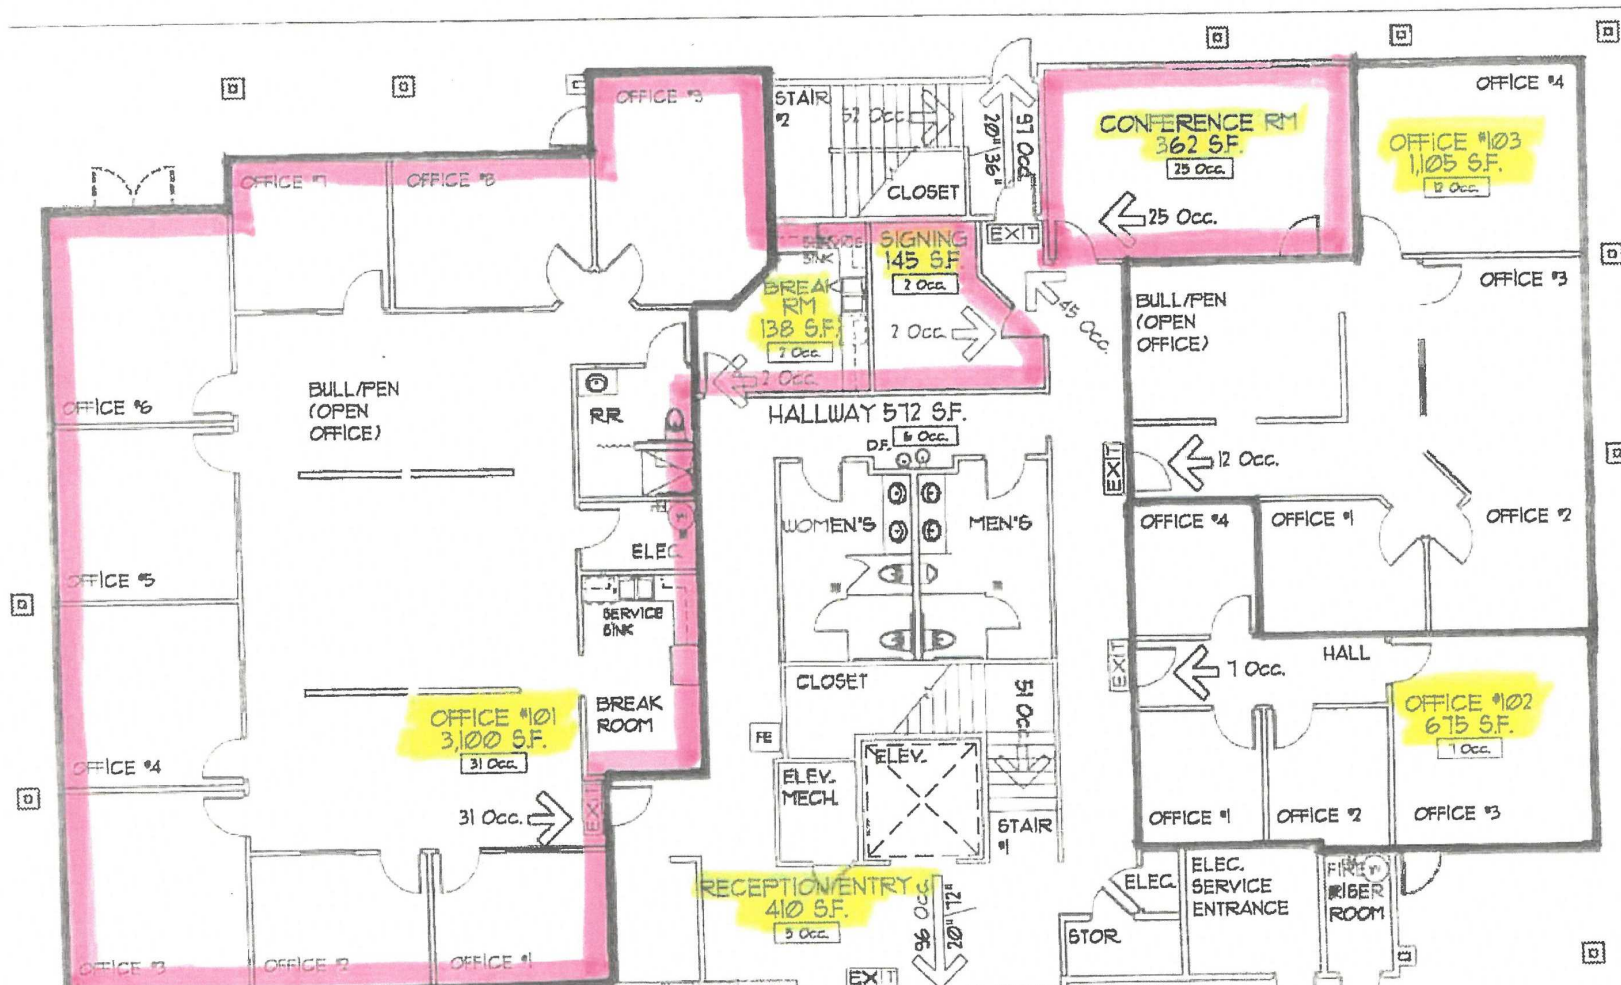 OFFICE #9
STAIR
#2
52 Occ.
CLOSET
20" 36"
97 Occ.
EXIT
CONFERENCE RM
362 S.F.
25 Occ.
25 Occ.
OFFICE #4
OFFICE #103
1,105 S.F.
12 Occ.
OFFICE #7
OFFICE #8
SERVICE
SINK
BREAK
RM
138 S.F.
2 Occ.
2 Occ.
SIGNING
145 S.F.
2 Occ.
2 Occ.
45 Occ.
BULL/PEN
(OPEN
OFFICE)
OFFICE #3
OFFICE #6
BULL/PEN
(OPEN
OFFICE)
RR.
HALLWAY 572 S.F.
6 Occ.
D.F.
EXIT
12 Occ.
WOMEN'S
MEN'S
OFFICE #4
OFFICE #1
OFFICE #2
OFFICE #5
ELEC.
SERVICE
SINK
BREAK
ROOM
CLOSET
51 Occ.
EXIT
7 Occ.
HALL
OFFICE #102
675 S.F.
7 Occ.
OFFICE #101
3,100 S.F.
31 Occ.
OFFICE #4
FE
ELEV.
ELEV.
MECH.
STAIR
#1
OFFICE #1
OFFICE #2
OFFICE #3
31 Occ.
EXIT
RECEPTION/ENTRY
410 S.F.
5 Occ.
96 Occ.
20" 72"
EXIT
ELEC.
STOR.
ELEC.
SERVICE
ENTRANCE
FIRE
RISER
ROOM
OFFICE #3
OFFICE #2
OFFICE #1